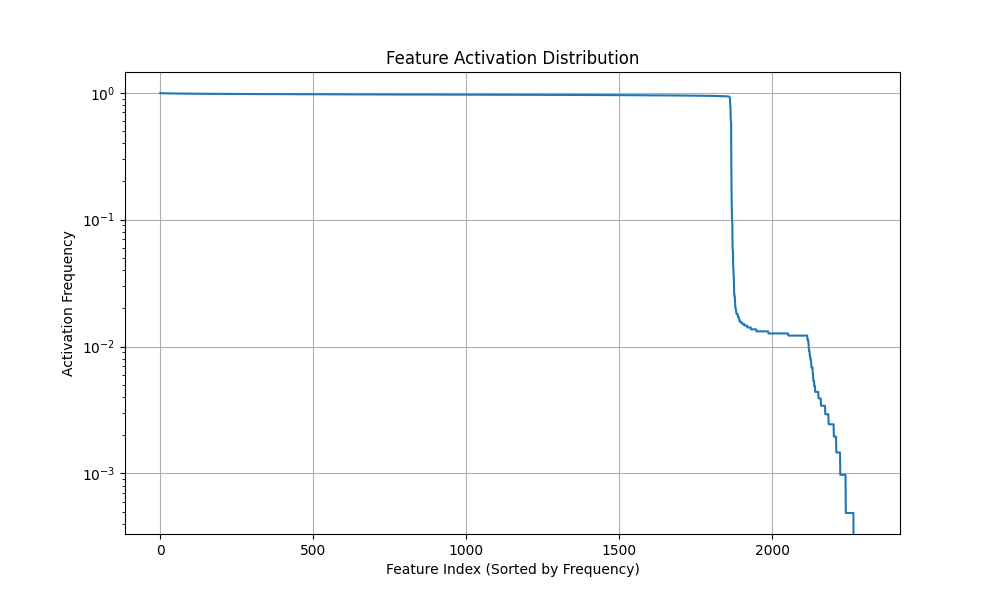 Feature Activation Distribution
Activation Frequency
10⁰
10⁻¹
10⁻²
10⁻³
0 500 1000 1500 2000
Feature Index (Sorted by Frequency)